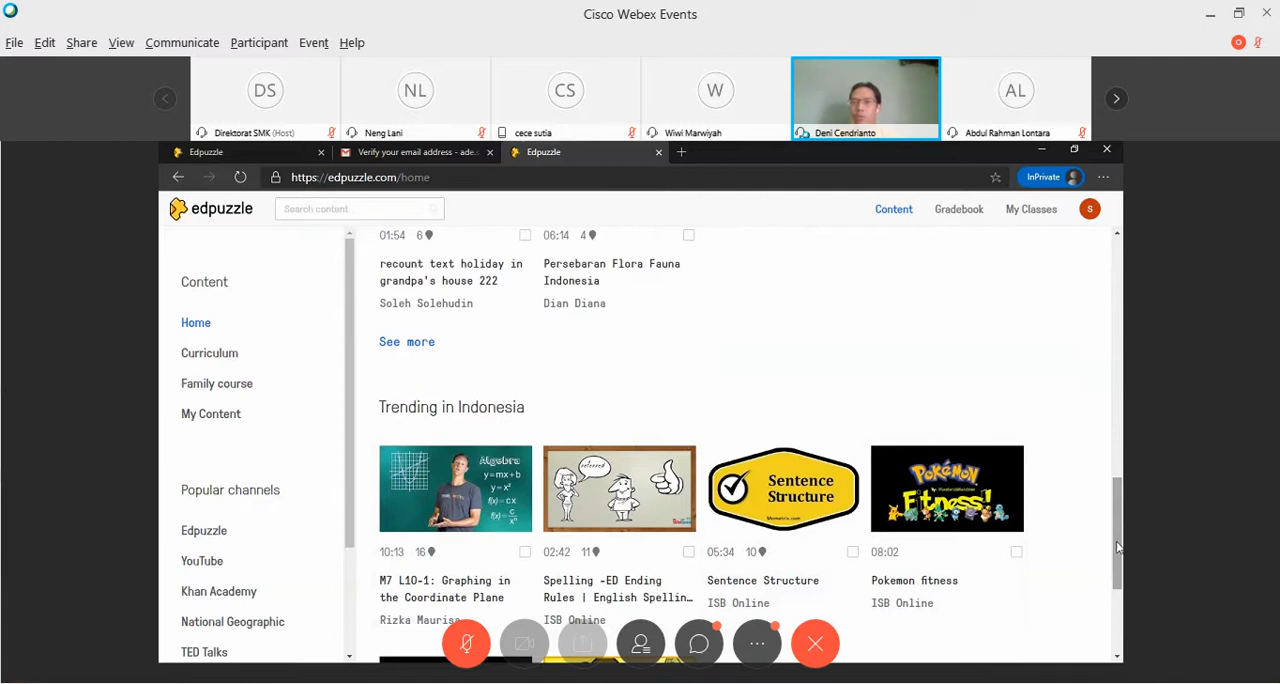 Cisco Webex Events
File Edit Share View Communicate Participant Event Help
DS NL CS W AL
Direktorat SMK (Host) Neng Lani cece sutia Wiwi Marwiyah Deni Cendrianto Abdul Rahman Lontara
Edpuzzle Verify your email address - ade.s Edpuzzle
https://edpuzzle.com/home InPrivate
edpuzzle Search content Content Gradebook My Classes S
01:54 6 06:14 4
recount text holiday in grandpa's house 222
Soleh Solehudin
Persebaran Flora Fauna Indonesia
Dian Diana
See more
Content
Home
Curriculum
Family course
My Content
Popular channels
Edpuzzle
YouTube
Khan Academy
National Geographic
TED Talks
Trending in Indonesia
Algebra
y=mx+b
y=x²
f(x)=cx
referred
Sentence
Structure
Pokémon
Fitness!
10:13 16 02:42 11 05:34 10 08:02
M7 L10-1: Graphing in the Coordinate Plane
Spelling -ED Ending Rules | English Spellin…
ISB Online
Sentence Structure
ISB Online
Pokemon fitness
ISB Online